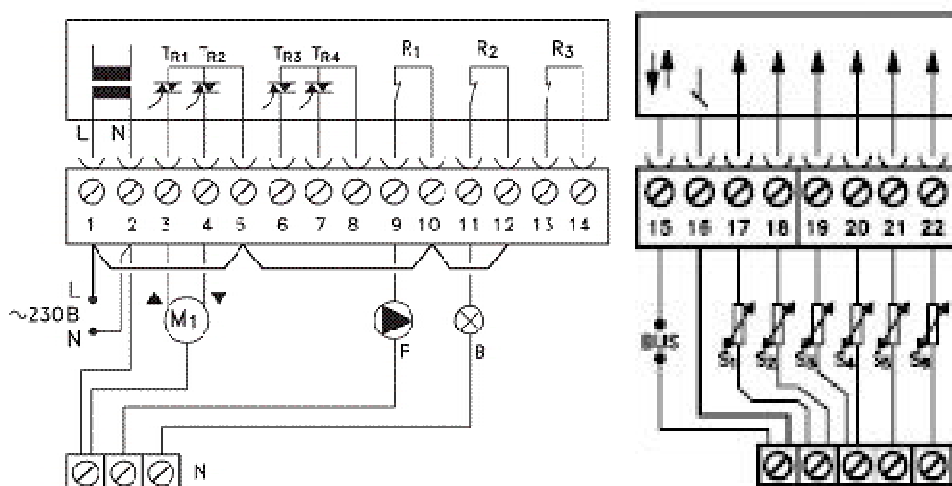 TR1 TR2 TR3 TR4 R1 R2 R3
L N
1 2 3 4 5 6 7 8 9 10 11 12 13 14
L
~230В
N
M1
F
B
N
15 16 17 18 19 20 21 22
BUS
S1 S2 S3 S4 S5 S6